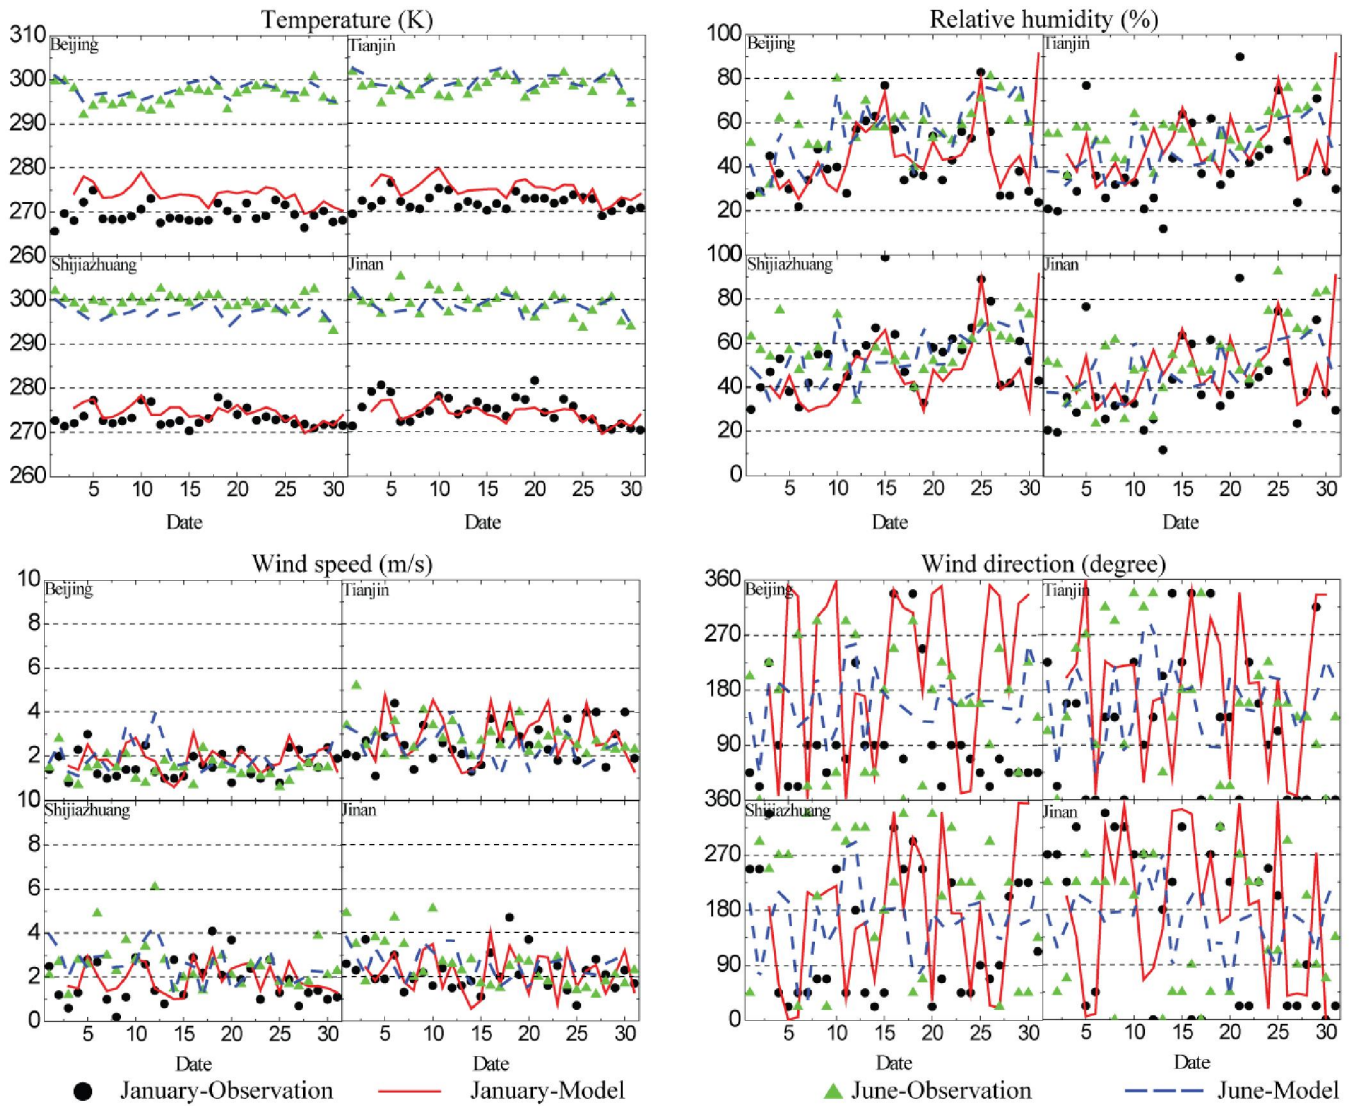 Temperature (K)
Relative humidity (%)
310
300
290
280
270
260
Beijing
Tianjin
100
80
60
40
20
Beijing
Tianjin
260
300
290
280
270
260
Shijiazhuang
Jinan
100
80
60
40
20
0
Shijiazhuang
Jinan
5 10 15 20 25 30 5 10 15 20 25 30
5 10 15 20 25 30 5 10 15 20 25 30
Date Date
Date Date
Wind speed (m/s)
Wind direction (degree)
10
8
6
4
2
Beijing
Tianjin
360
270
180
90
Beijing
Tianjin
10
8
6
4
2
0
Shijiazhuang
Jinan
360
270
180
90
0
Shijiazhuang
Jinan
5 10 15 20 25 30 5 10 15 20 25 30
5 10 15 20 25 30 5 10 15 20 25 30
Date Date
Date Date
January-Observation January-Model June-Observation June-Model